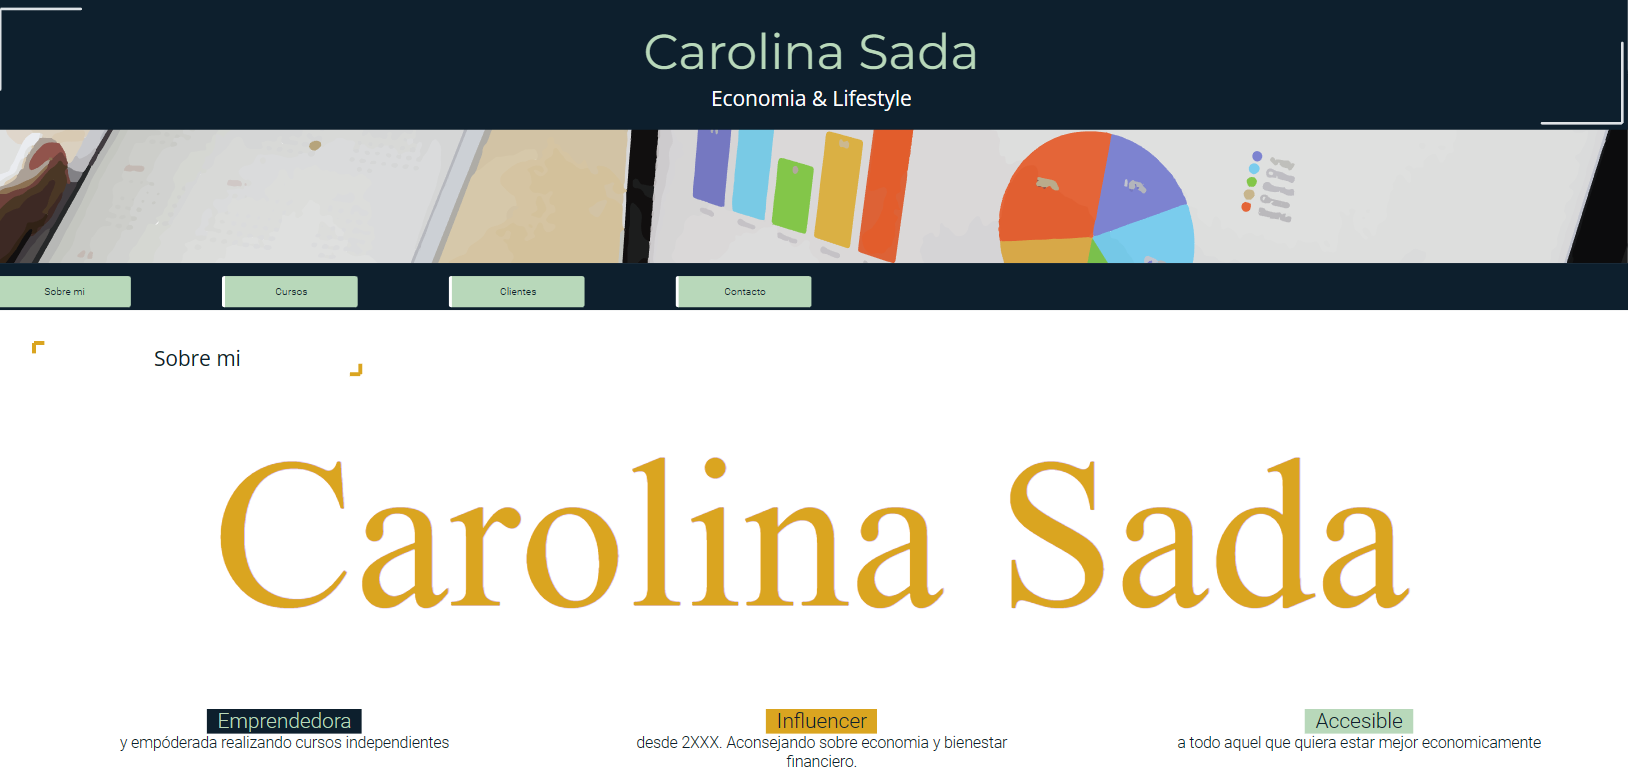 Carolina Sada
Economia & Lifestyle
Sobre mi
Cursos
Clientes
Contacto
Sobre mi
Carolina Sada
Emprendedora
y empóderada realizando cursos independientes
Influencer
desde 2XXX. Aconsejando sobre economia y bienestar
financiero.
Accesible
a todo aquel que quiera estar mejor economicamente